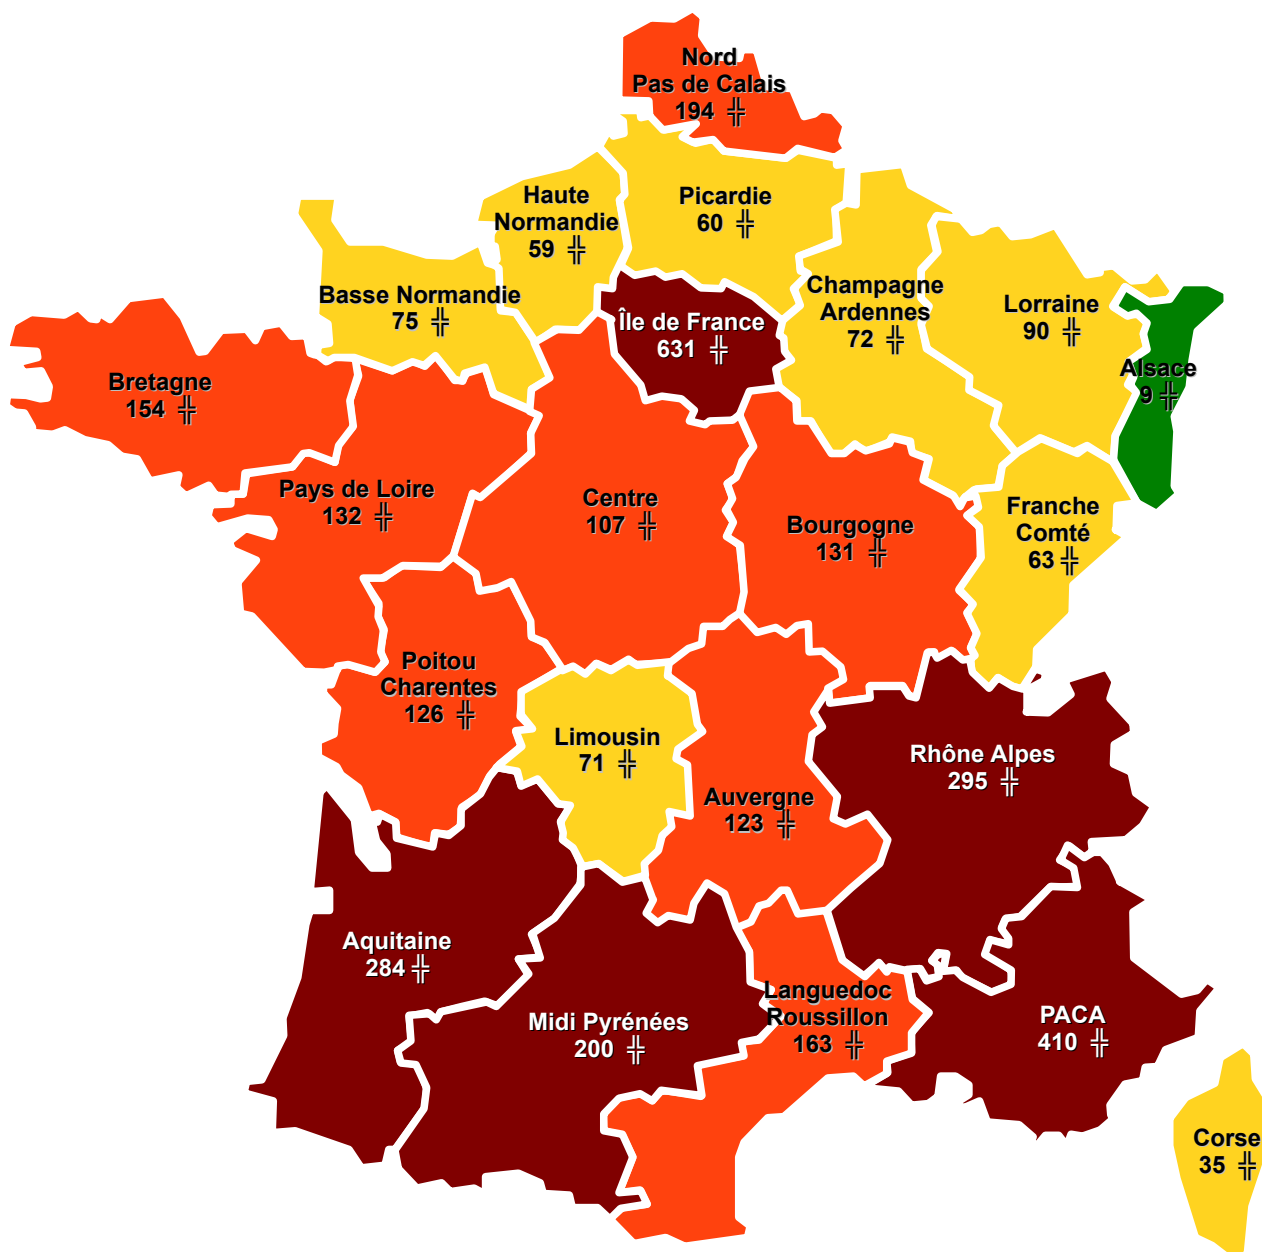 Nord
Pas de Calais
194 ╬
Haute
Normandie
59 ╬
Picardie
60 ╬
Basse Normandie
75 ╬
Île de France
631 ╬
Champagne
Ardennes
72 ╬
Lorraine
90 ╬
Alsace
9 ╬
Bretagne
154 ╬
Pays de Loire
132 ╬
Centre
107 ╬
Bourgogne
131 ╬
Franche
Comté
63 ╬
Poitou
Charentes
126 ╬
Limousin
71 ╬
Auvergne
123 ╬
Rhône Alpes
295 ╬
Aquitaine
284 ╬
Midi Pyrénées
200 ╬
Languedoc
Roussillon
163 ╬
PACA
410 ╬
Corse
35 ╬